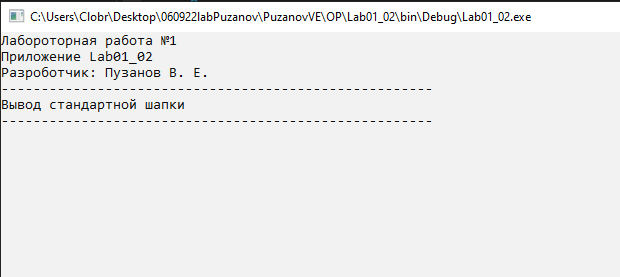 C:\Users\Clobr\Desktop\060922labPuzanov\PuzanovVE\OP\Lab01_02\bin\Debug\Lab01_02.exe
Лабороторная работа №1
Приложение Lab01_02
Разроботчик: Пузанов В. Е.
------------------------------------------------------
Вывод стандартной шапки
------------------------------------------------------